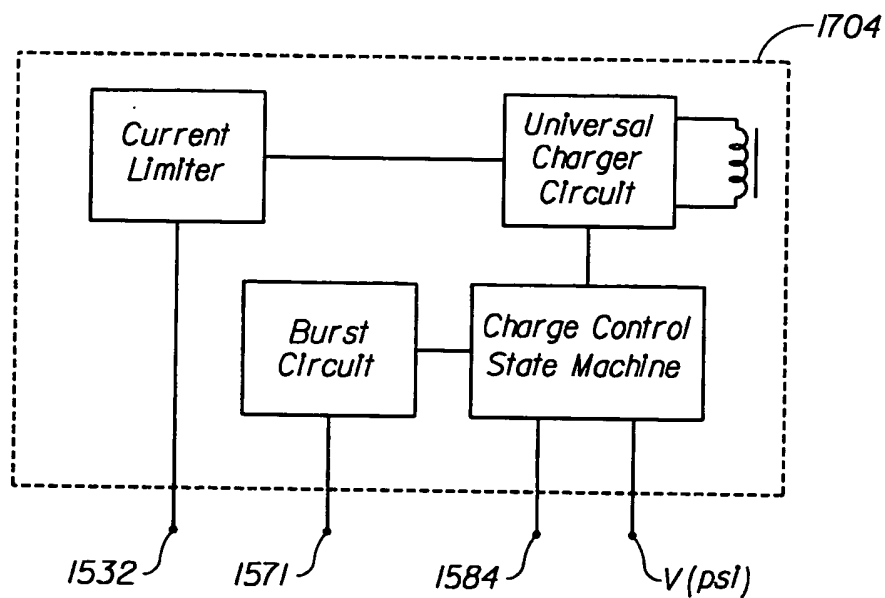 1704
Current
Limiter
Universal
Charger
Circuit
Burst
Circuit
Charge Control
State Machine
1532
1571
1584
V(psi)